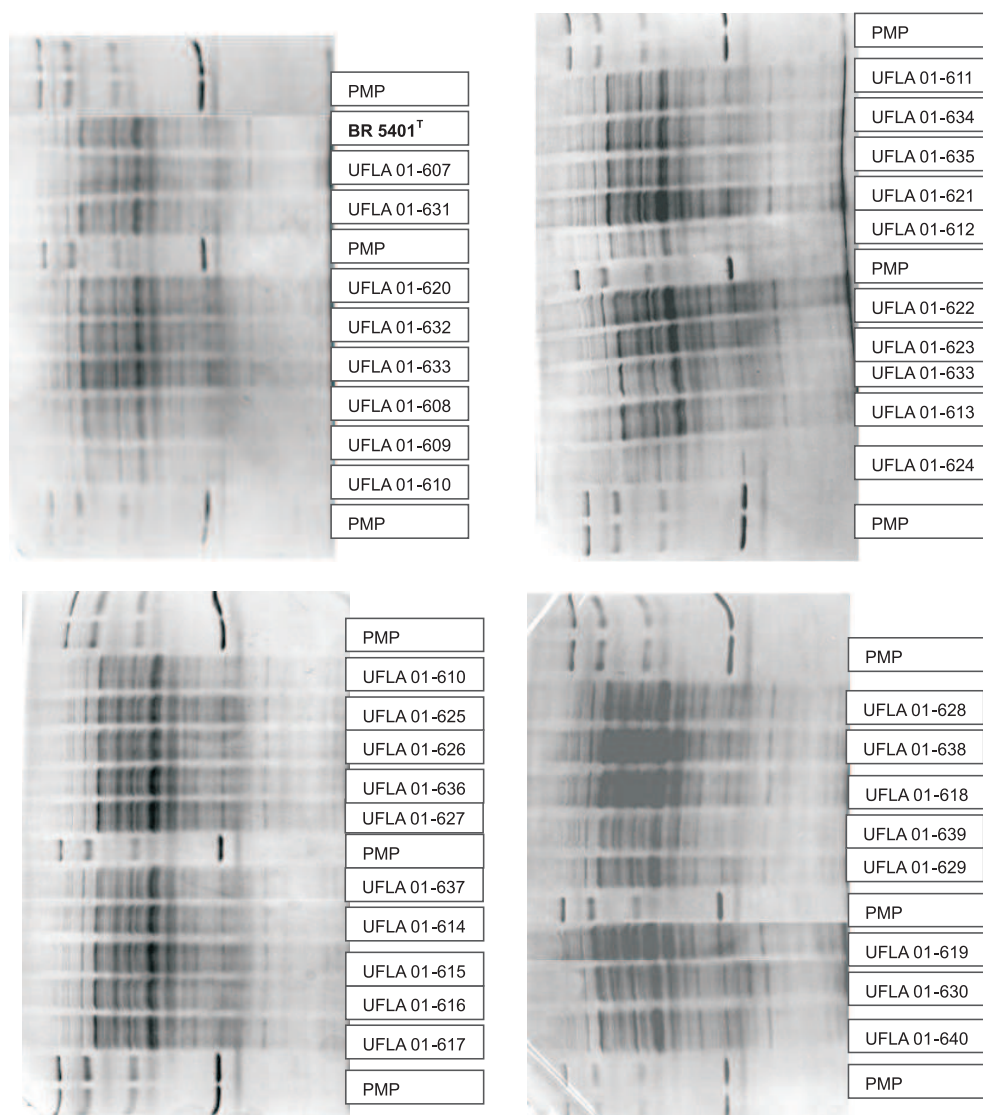 PMP
BR 5401ᵀ
UFLA 01-607
UFLA 01-631
PMP
UFLA 01-620
UFLA 01-632
UFLA 01-633
UFLA 01-608
UFLA 01-609
UFLA 01-610
PMP
PMP
UFLA 01-611
UFLA 01-634
UFLA 01-635
UFLA 01-621
UFLA 01-612
PMP
UFLA 01-622
UFLA 01-623
UFLA 01-633
UFLA 01-613
UFLA 01-624
PMP
PMP
UFLA 01-610
UFLA 01-625
UFLA 01-626
UFLA 01-636
UFLA 01-627
PMP
UFLA 01-637
UFLA 01-614
UFLA 01-615
UFLA 01-616
UFLA 01-617
PMP
PMP
UFLA 01-628
UFLA 01-638
UFLA 01-618
UFLA 01-639
UFLA 01-629
PMP
UFLA 01-619
UFLA 01-630
UFLA 01-640
PMP